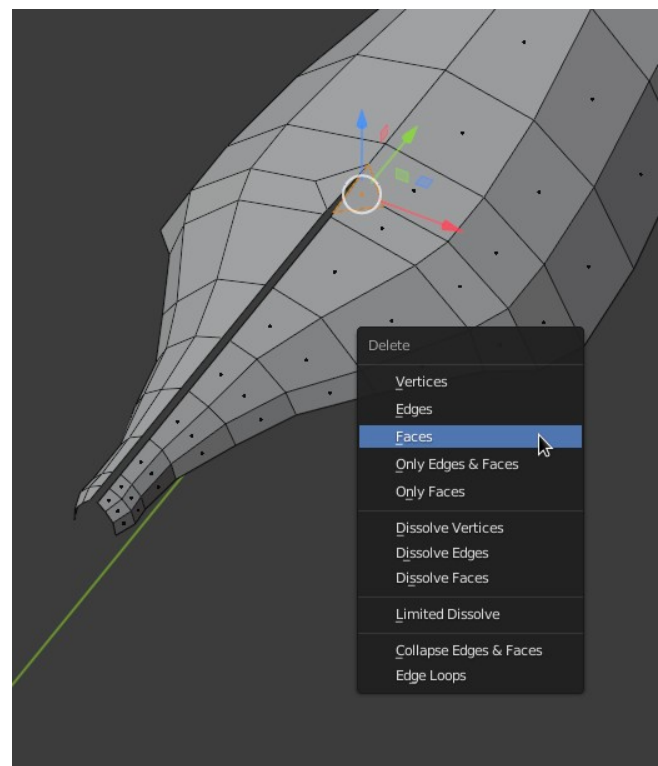 Delete
Vertices
Edges
Faces
Only Edges & Faces
Only Faces
Dissolve Vertices
Dissolve Edges
Dissolve Faces
Limited Dissolve
Collapse Edges & Faces
Edge Loops